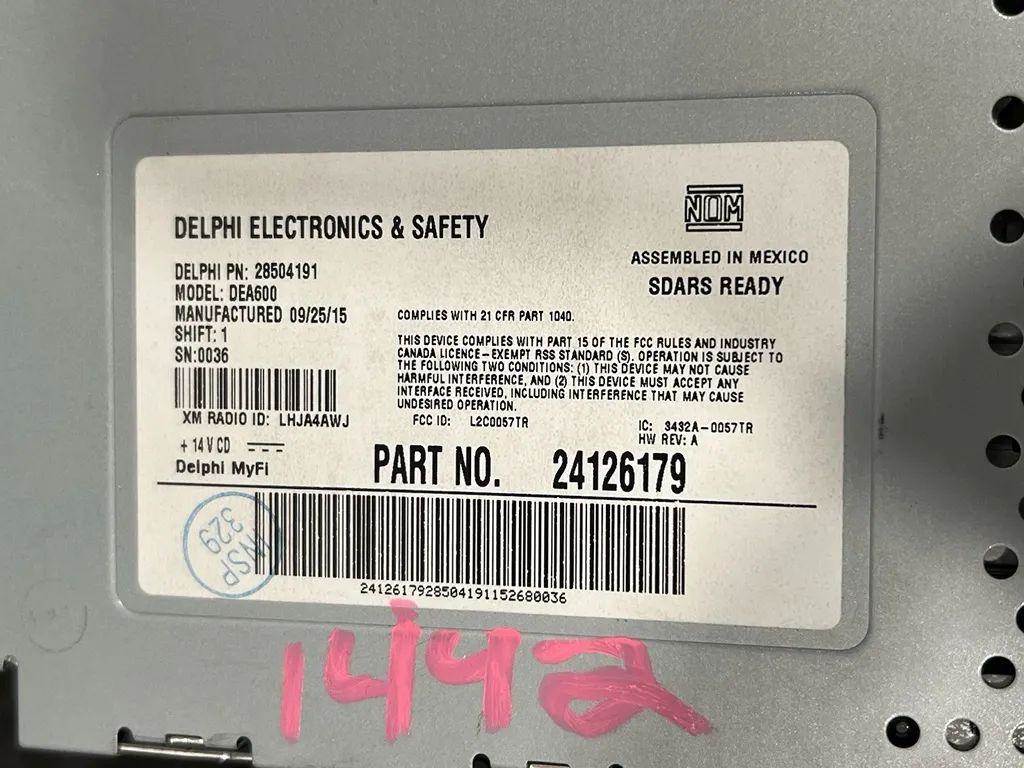 DELPHI ELECTRONICS & SAFETY
NOM
ASSEMBLED IN MEXICO
SDARS READY
DELPHI PN: 28504191
MODEL: DEA600
MANUFACTURED 09/25/15
SHIFT: 1
SN:0036
XM RADIO ID: LHJA4AWJ
+ 14 V CD
Delphi MyFi
COMPLIES WITH 21 CFR PART 1040.
THIS DEVICE COMPLIES WITH PART 15 OF THE FCC RULES AND INDUSTRY
CANADA LICENCE-EXEMPT RSS STANDARD (S). OPERATION IS SUBJECT TO
THE FOLLOWING TWO CONDITIONS: (1) THIS DEVICE MAY NOT CAUSE
HARMFUL INTERFERENCE, AND (2) THIS DEVICE MUST ACCEPT ANY
INTERFERENCE RECEIVED, INCLUDING INTERFERENCE THAT MAY CAUSE
UNDESIRED OPERATION.
FCC ID: L2C0057TR
IC: 3432A-0057TR
HW REV: A
PART NO. 24126179
INSP
329
2412617928504191152680036
1442